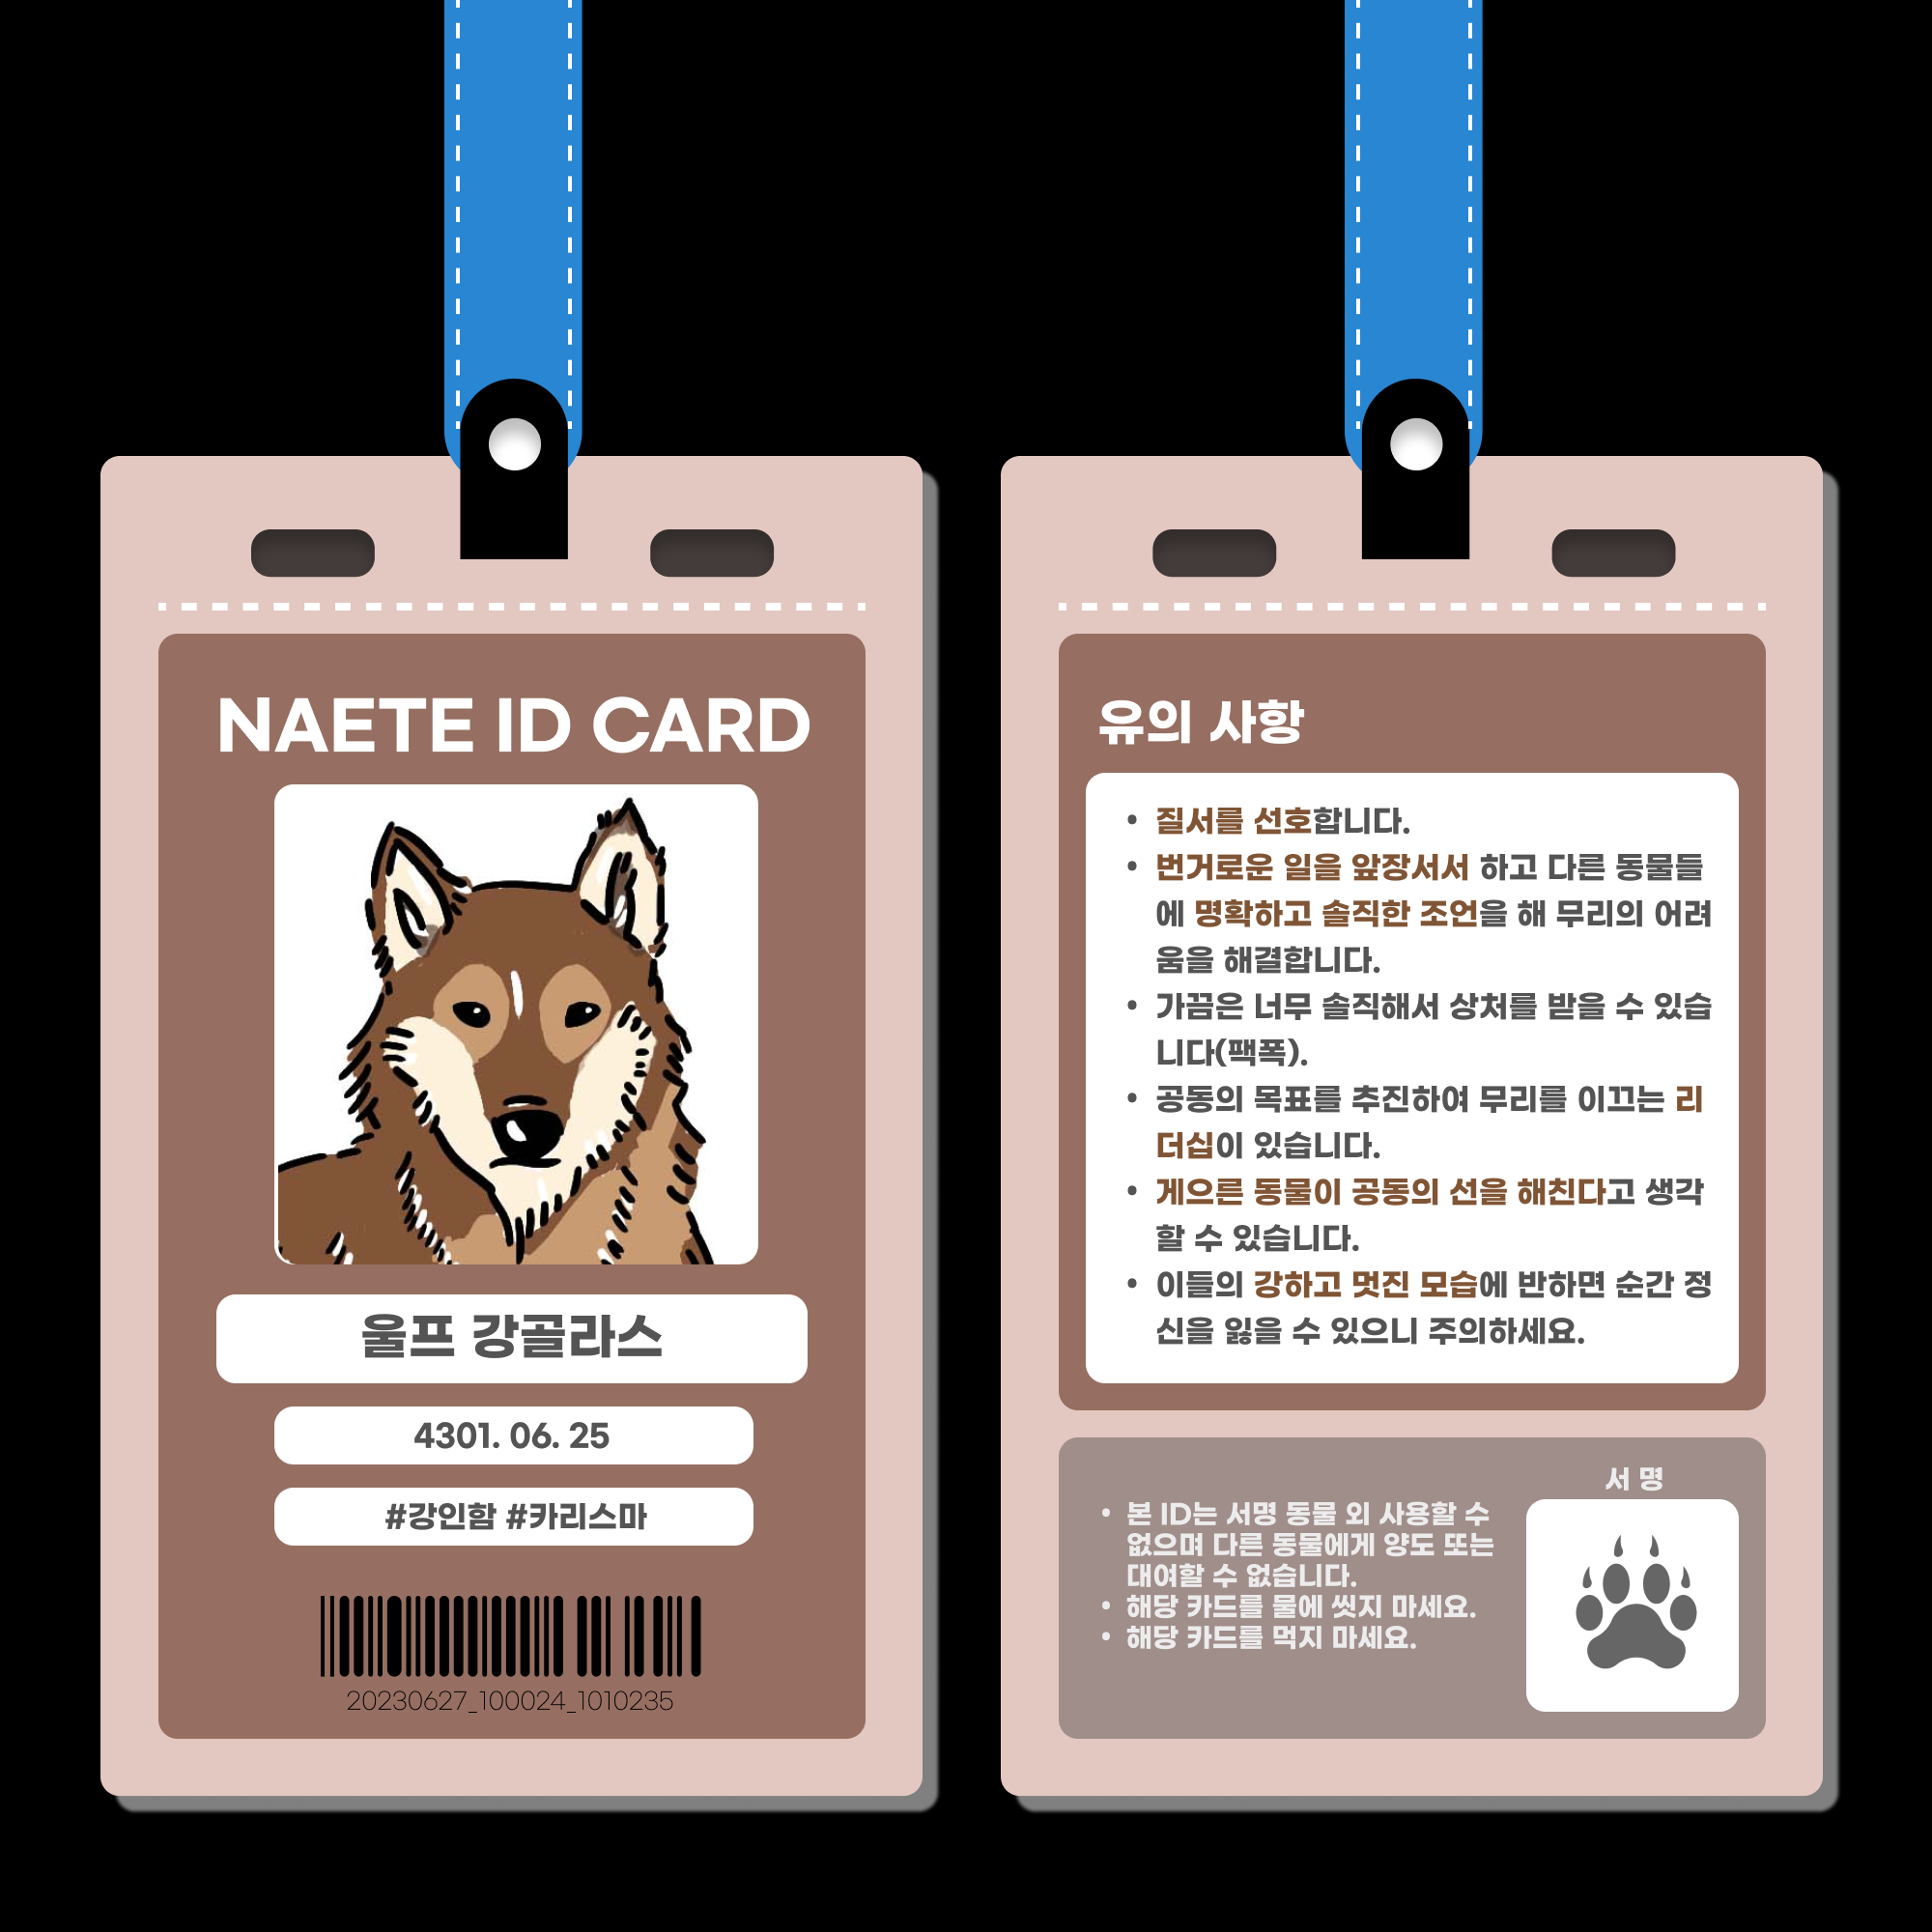 NAETE ID CARD
울프 강골라스
4301. 06. 25
#강인함 #카리스마
20230627_100024_1010235
유의 사항
• 질서를 선호합니다.
• 번거로운 일을 앞장서서 하고 다른 동물들
에 명확하고 솔직한 조언을 해 무리의 어려
움을 해결합니다.
• 가끔은 너무 솔직해서 상처를 받을 수 있습
니다(팩폭).
• 공동의 목표를 추진하여 무리를 이끄는 리
더십이 있습니다.
• 게으른 동물이 공동의 선을 해친다고 생각
할 수 있습니다.
• 이들의 강하고 멋진 모습에 반하면 순간 정
신을 잃을 수 있으니 주의하세요.
• 본 ID는 서명 동물 외 사용할 수
없으며 다른 동물에게 양도 또는
대여할 수 없습니다.
• 해당 카드를 물에 씻지 마세요.
• 해당 카드를 먹지 마세요.
서명